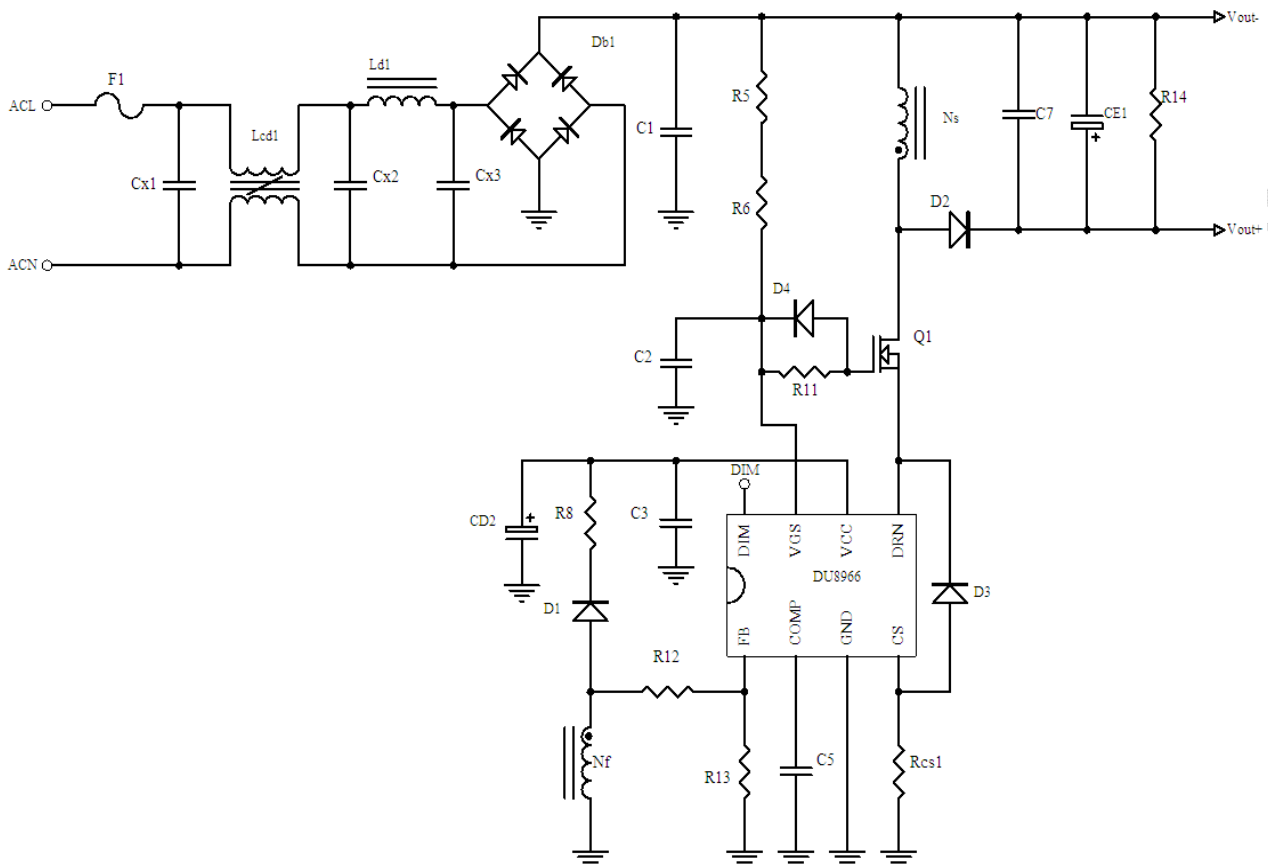 Vout-
Db1
Ld1
F1
ACL
R5
C1
Ns
C7
CE1
R14
Lcd1
Cx1
Cx2
Cx3
R6
D2
Vout+
ACN
D4
Q1
C2
R11
DIM
CD2
R8
C3
DIM
VGS
VCC
DRN
DU8966
D1
D3
FB
COMP
GND
CS
R12
Nf
R13
C5
Rcs1